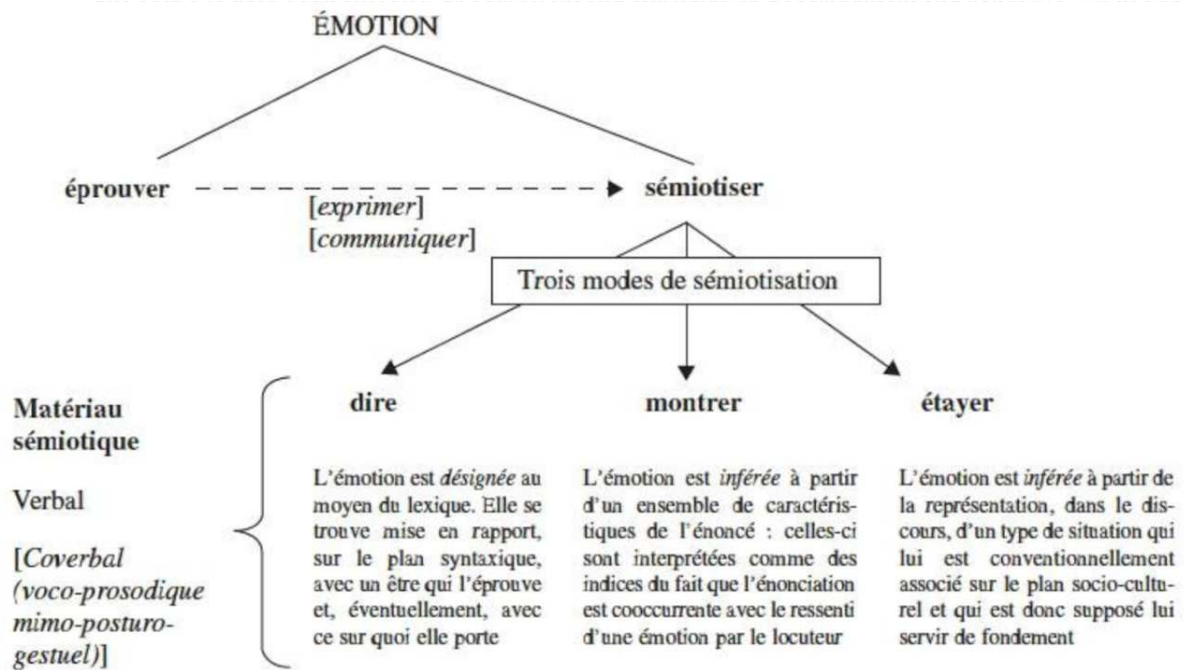 ÉMOTION
éprouver
sémiotiser
[exprimer]
[communiquer]
Trois modes de sémiotisation
dire
montrer
étayer
Matériau
sémiotique
Verbal
[Coverbal
(voco-prosodique
mimo-posturo-
gestuel)]
L'émotion est désignée au
moyen du lexique. Elle se
trouve mise en rapport,
sur le plan syntaxique,
avec un être qui l'éprouve
et, éventuellement, avec
ce sur quoi elle porte
L'émotion est inférée à partir
d'un ensemble de caractéris-
tiques de l'énoncé : celles-ci
sont interprétées comme des
indices du fait que l'énonciation
est cooccurrente avec le ressenti
d'une émotion par le locuteur
L'émotion est inférée à partir de
la représentation, dans le dis-
cours, d'un type de situation qui
lui est conventionnellement
associé sur le plan socio-cultu-
rel et qui est donc supposé lui
servir de fondement